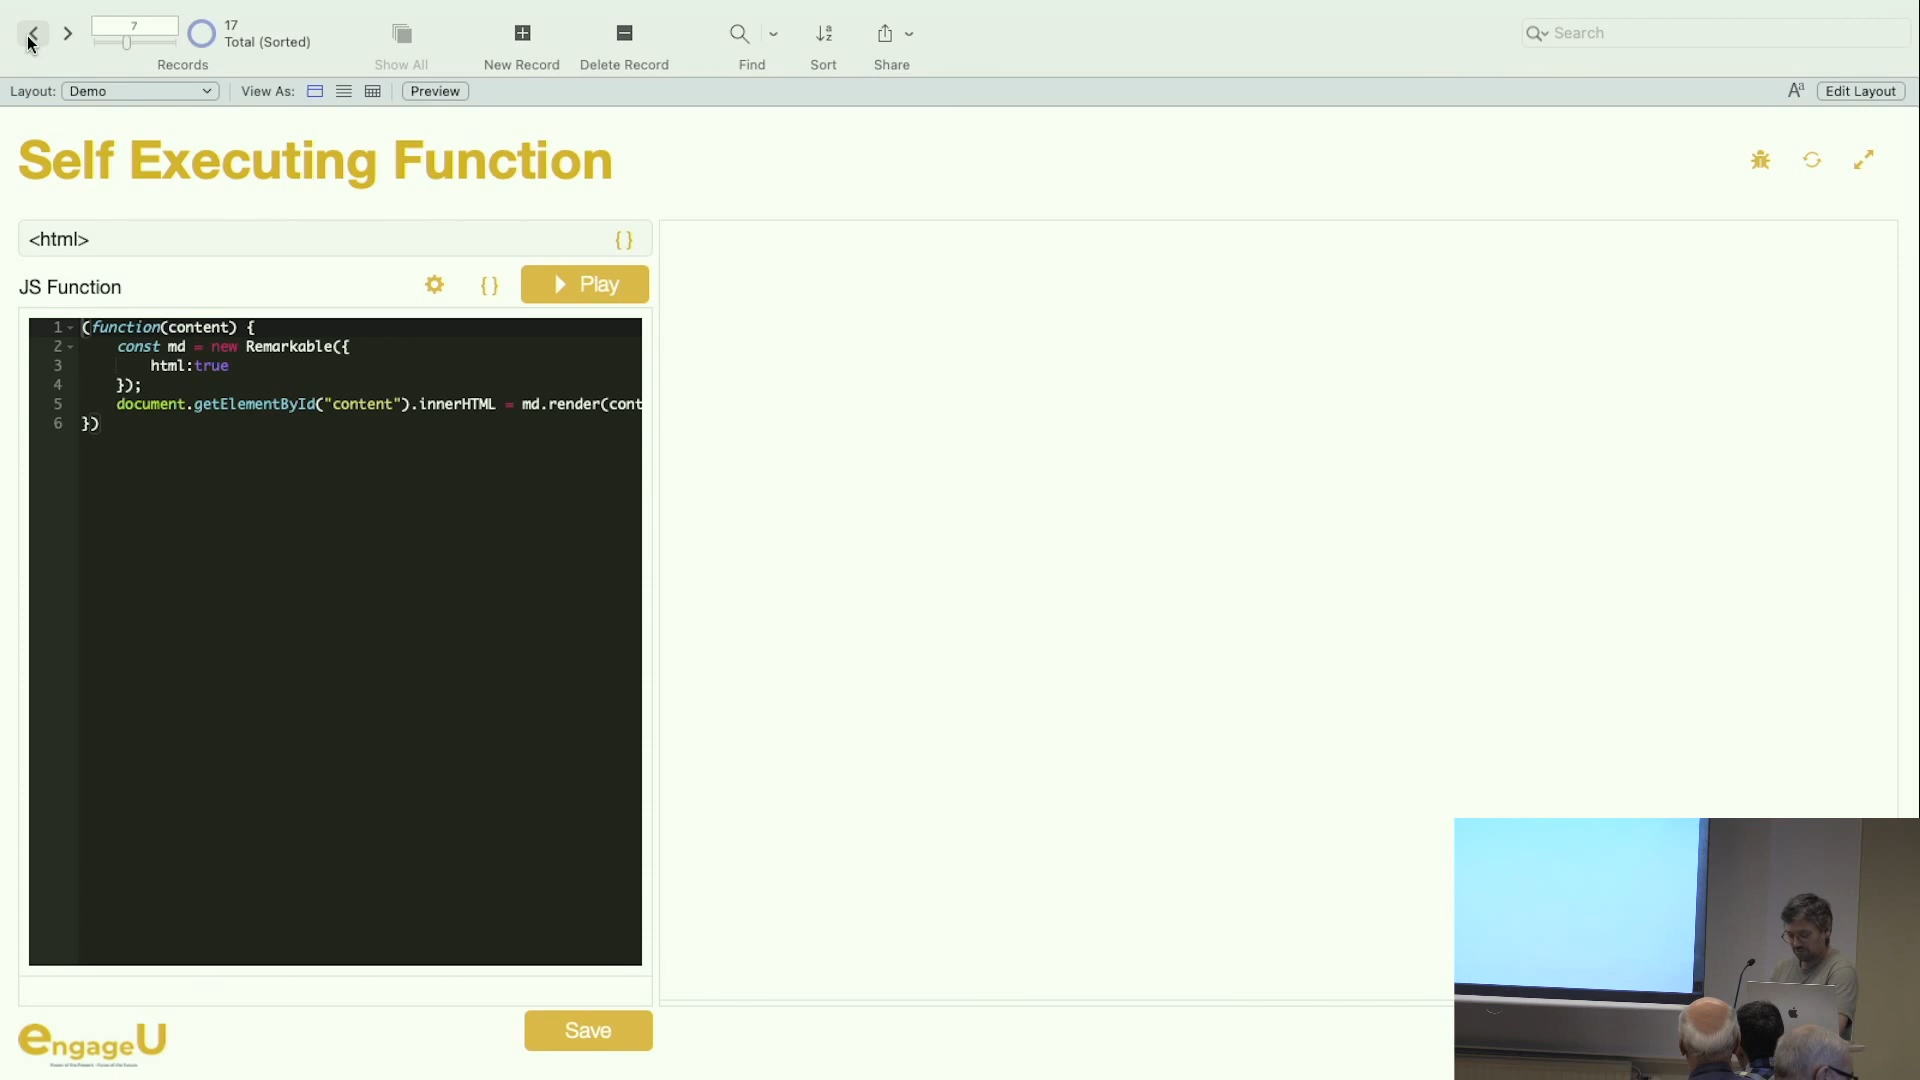 7
17
Total (Sorted)
Records
Show All
New Record
Delete Record
Find
Sort
Share
Search
Layout:
Demo
View As:
Preview
Aa
Edit Layout
Self Executing Function
<html>
{ }
JS Function
{ }
Play
1 (function(content) {
2 const md = new Remarkable({
3 html:true
4 });
5 document.getElementById("content").innerHTML = md.render(cont
6 })
Save
engageU